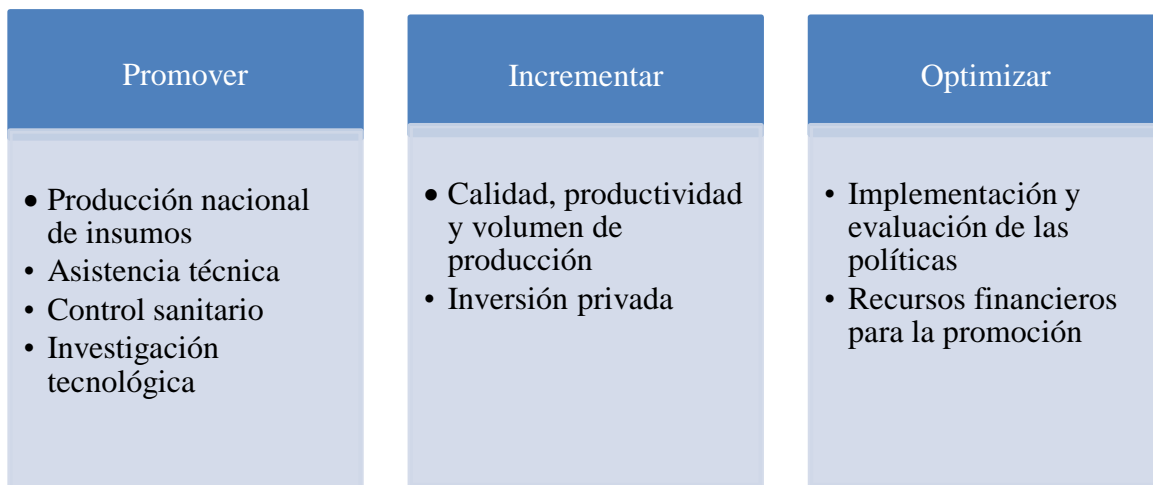 Promover
• Producción nacional
de insumos
• Asistencia técnica
• Control sanitario
• Investigación
tecnológica
Incrementar
• Calidad, productividad
y volumen de
producción
• Inversión privada
Optimizar
• Implementación y
evaluación de las
políticas
• Recursos financieros
para la promoción